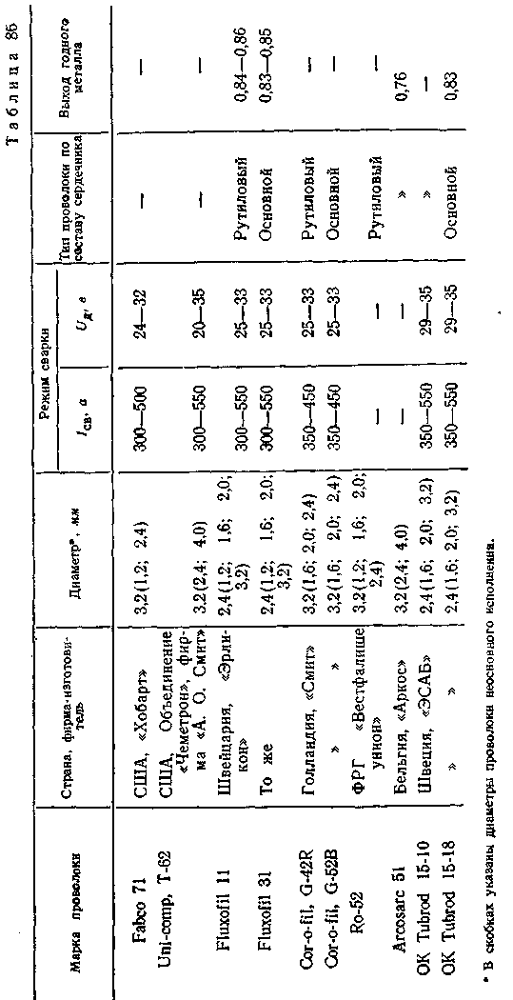 Таблица 86
Марка проволоки | Страна, фирма-изготовитель | Диаметр*, мм | Режим сварки | Тип проволоки по составу сердечника | Выход годного металла
Iсв, а | Uд, в
Fabco 71 | США, «Хобарт» | 3,2(1,2; 2,4) | 300—500 | 24—32 | — | —
Uni-comp, T-62 | США, Объединение «Чеметрон», фирма «А. О. Смит» | 3,2(2,4; 4,0) | 300—550 | 20—35 | — | —
Fluxofil 11 | Швейцария, «Эрликон» | 2,4(1,2; 1,6; 2,0; 3,2) | 300—550 | 25—33 | Рутиловый | 0,84—0,86
Fluxofil 31 | То же | 2,4(1,2; 1,6; 2,0; 3,2) | 300—550 | 25—33 | Основной | 0,83—0,85
Cor-o-fil, G-42R | Голландия, «Смит» | 3,2(1,6; 2,0; 2,4) | 350—450 | 25—33 | Рутиловый | —
Cor-o-fil, G-52B | » » | 3,2(1,6; 2,0; 2,4) | 350—450 | 25—33 | Основной | —
Ro-52 | ФРГ «Вестфалише унион» | 3,2(1,2; 1,6; 2,0; 2,4) | — | — | Рутиловый | —
Arcosarc 51 | Бельгия, «Аркос» | 3,2(2,4; 4,0) | — | — | » | 0,76
OK Tubrod 15-10 | Швеция, «ЭСАБ» | 2,4(1,6; 2,0; 3,2) | 350—550 | 29—35 | » | —
OK Tubrod 15-18 | » » | 2,4(1,6; 2,0; 3,2) | 350—550 | 29—35 | Основной | 0,83
* В скобках указаны диаметры проволоки неосновного исполнения.